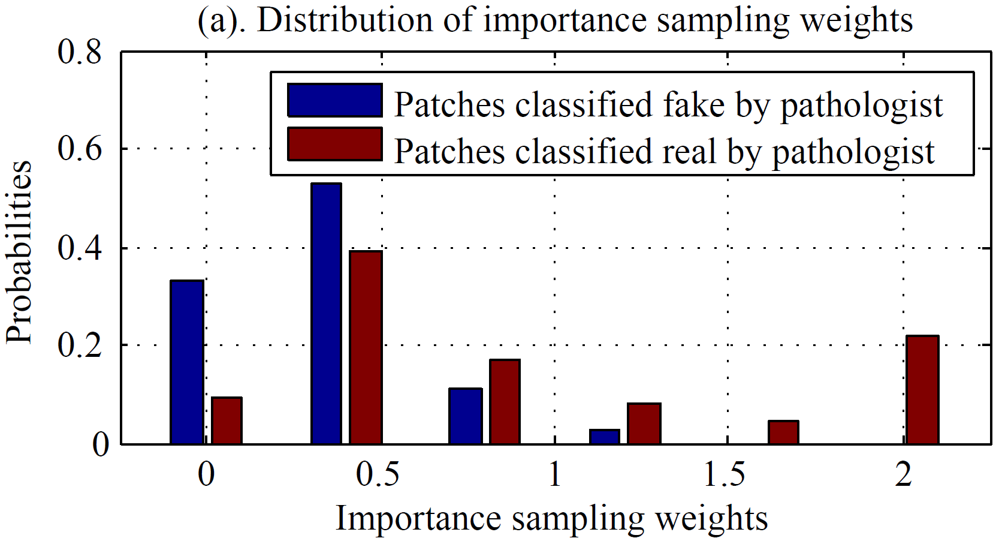 (a). Distribution of importance sampling weights
0.8
0.6
0.4
0.2
0
Probabilities
Patches classified fake by pathologist
Patches classified real by pathologist
0 0.5 1 1.5 2
Importance sampling weights